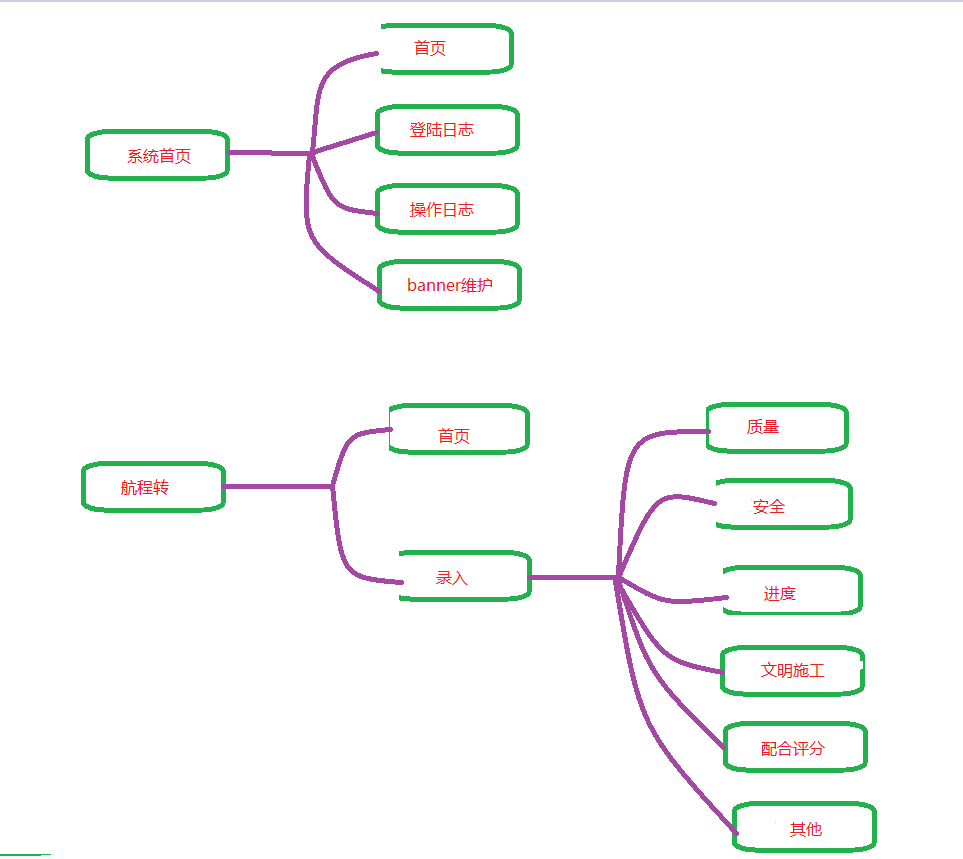 首页
登陆日志
系统首页
操作日志
banner维护
首页
质量
航程转
安全
录入
进度
文明施工
配合评分
其他